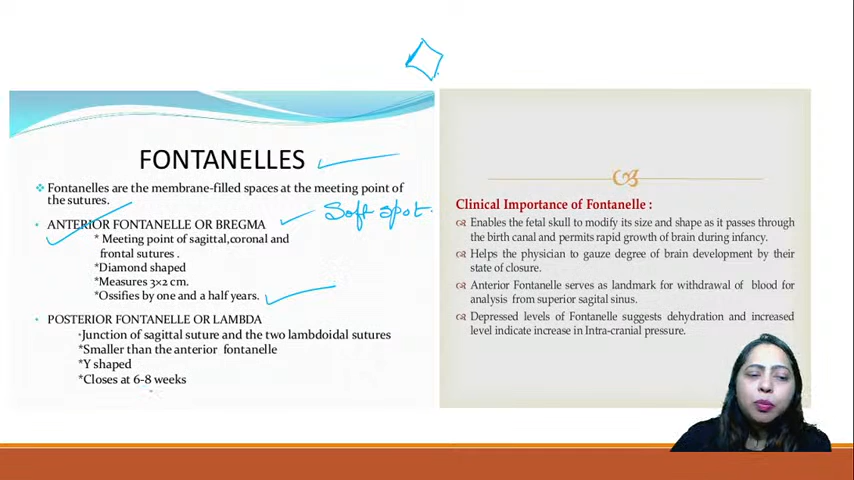 FONTANELLES
Fontanelles are the membrane-filled spaces at the meeting point of
the sutures.
ANTERIOR FONTANELLE OR BREGMA
Soft spot.
* Meeting point of sagittal,coronal and
frontal sutures .
*Diamond shaped
*Measures 3×2 cm.
*Ossifies by one and a half years.
POSTERIOR FONTANELLE OR LAMBDA
*Junction of sagittal suture and the two lambdoidal sutures
*Smaller than the anterior fontanelle
*Y shaped
*Closes at 6-8 weeks
Clinical Importance of Fontanelle :
Enables the fetal skull to modify its size and shape as it passes through
the birth canal and permits rapid growth of brain during infancy.
Helps the physician to gauze degree of brain development by their
state of closure.
Anterior Fontanelle serves as landmark for withdrawal of blood for
analysis from superior sagital sinus.
Depressed levels of Fontanelle suggests dehydration and increased
level indicate increase in Intra-cranial pressure.